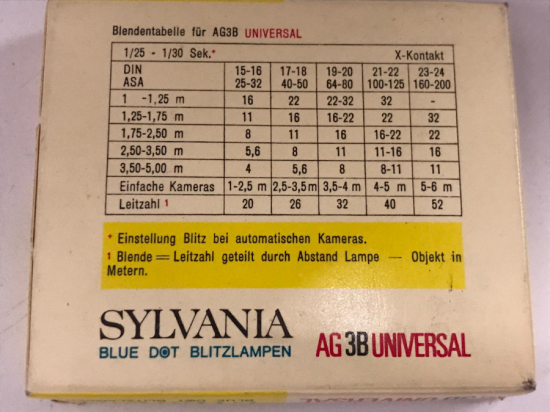 Blendentabelle für AG3B UNIVERSAL
1/25 - 1/30 Sek.* X-Kontakt
DIN 15-16 17-18 19-20 21-22 23-24
ASA 25-32 40-50 64-80 100-125 160-200
1 -1,25 m 16 22 22-32 32 -
1,25-1,75 m 11 16 16-22 22 32
1,75-2,50 m 8 11 16 16-22 22
2,50-3,50 m 5,6 8 11 11-16 16
3,50-5,00 m 4 5,6 8 8-11 11
Einfache Kameras 1-2,5 m 2,5-3,5m 3,5-4 m 4-5 m 5-6 m
Leitzahl 1 20 26 32 40 52
* Einstellung Blitz bei automatischen Kameras.
1 Blende = Leitzahl geteilt durch Abstand Lampe — Objekt in
Metern.
SYLVANIA
BLUE DOT BLITZLAMPEN
AG3B UNIVERSAL